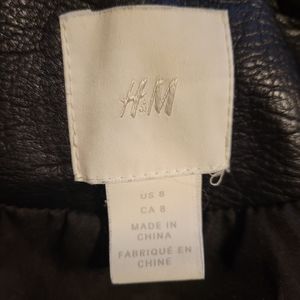 H&M
US 8
CA 8
MADE IN
CHINA
FABRIQUÉ EN
CHINE